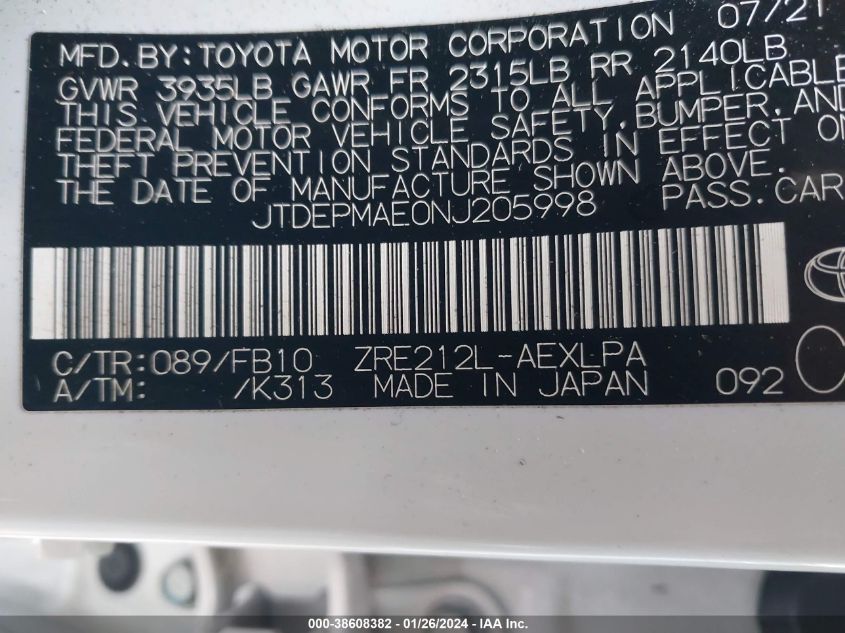 MFD. BY: TOYOTA MOTOR CORPORATION 07/21
GVWR 3935LB GAWR FR 2315LB RR 2140LB
THIS VEHICLE CONFORMS TO ALL APPLICABLE
FEDERAL MOTOR VEHICLE SAFETY, BUMPER, AND
THEFT PREVENTION STANDARDS IN EFFECT ON
THE DATE OF MANUFACTURE SHOWN ABOVE.
JTDEPMAE0NJ205998 PASS. CAR
C/TR: 089/FB10 ZRE212L-AEXLPA
A/TM: /K313 MADE IN JAPAN 092
000-38608382 | 01/26/2024 - IAA Inc.